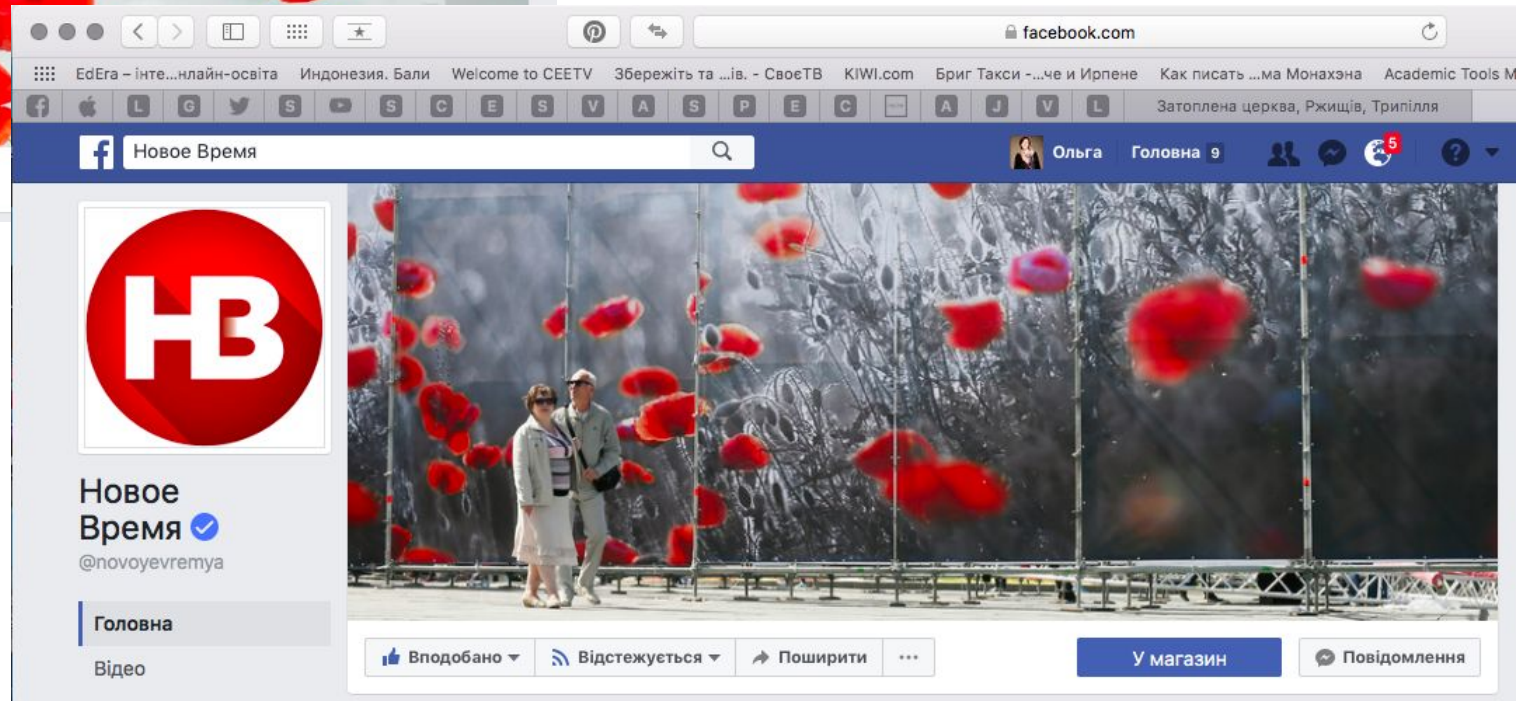 facebook.com
EdEra – інте...нлайн-освіта Индонезия. Бали Welcome to CEETV Збережіть та ...ів. - СвоєТВ KIWI.com Бриг Такси -...че и Ирпене Как писать ...ма Монахэна Academic Tools M
L G S S C E S V A S P E C A J V L Затоплена церква, Ржищів, Трипілля
f Новое Время Ольга Головна 9 5 ?
НВ
Новое
Время
@novoyevremya
Головна
Відео
Вподобано Відстежується Поширити ... У магазин Повідомлення